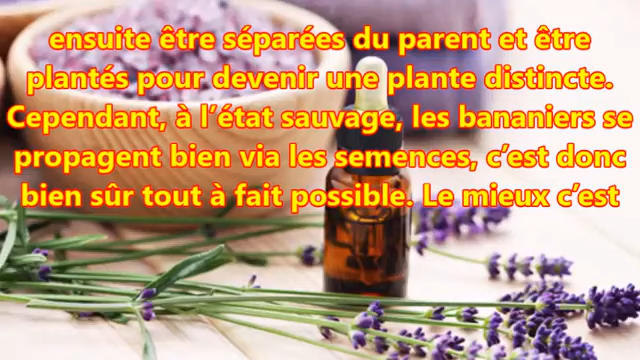 ensuite être séparées du parent et être
plantés pour devenir une plante distincte.
Cependant, à l’état sauvage, les bananiers se
propagent bien via les semences, c’est donc
bien sûr tout à fait possible. Le mieux c’est